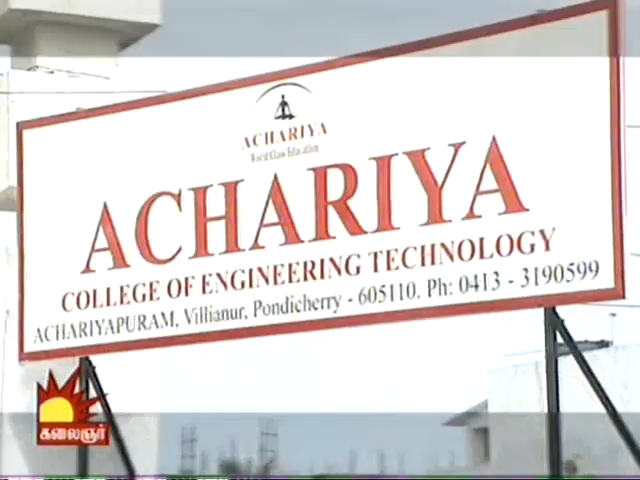 ACHARIYA
World Class Education
ACHARIYA
COLLEGE OF ENGINEERING TECHNOLOGY
ACHARIYAPURAM, Villianur, Pondicherry - 605110. Ph: 0413 - 3190599
கலைஞர்